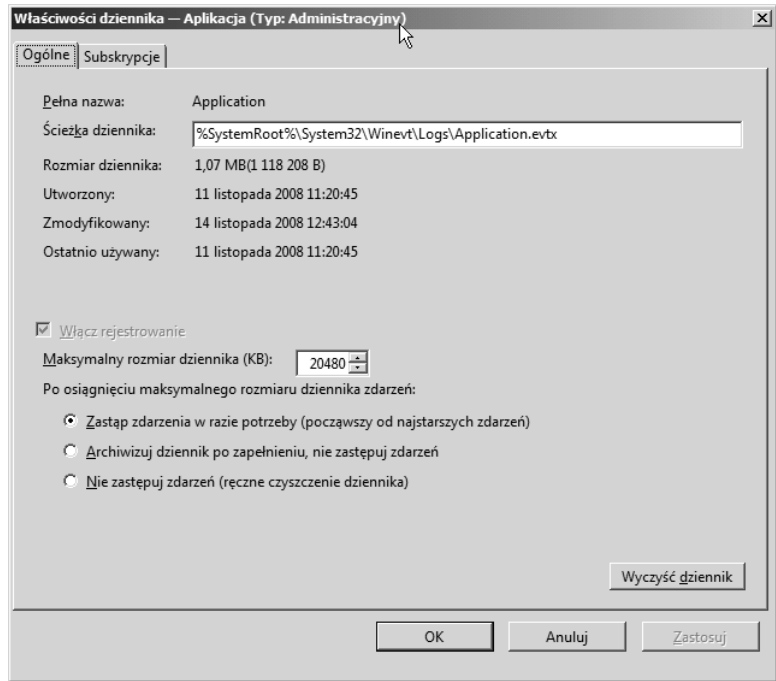 Właściwości dziennika — Aplikacja (Typ: Administracyjny)
Ogólne Subskrypcje
Pełna nazwa: Application
Ścieżka dziennika: %SystemRoot%\System32\Winevt\Logs\Application.evtx
Rozmiar dziennika: 1,07 MB(1 118 208 B)
Utworzony: 11 listopada 2008 11:20:45
Zmodyfikowany: 14 listopada 2008 12:43:04
Ostatnio używany: 11 listopada 2008 11:20:45
Włącz rejestrowanie
Maksymalny rozmiar dziennika (KB): 20480
Po osiągnięciu maksymalnego rozmiaru dziennika zdarzeń:
Zastąp zdarzenia w razie potrzeby (począwszy od najstarszych zdarzeń)
Archiwizuj dziennik po zapełnieniu, nie zastępuj zdarzeń
Nie zastępuj zdarzeń (ręczne czyszczenie dziennika)
Wyczyść dziennik
OK Anuluj Zastosuj